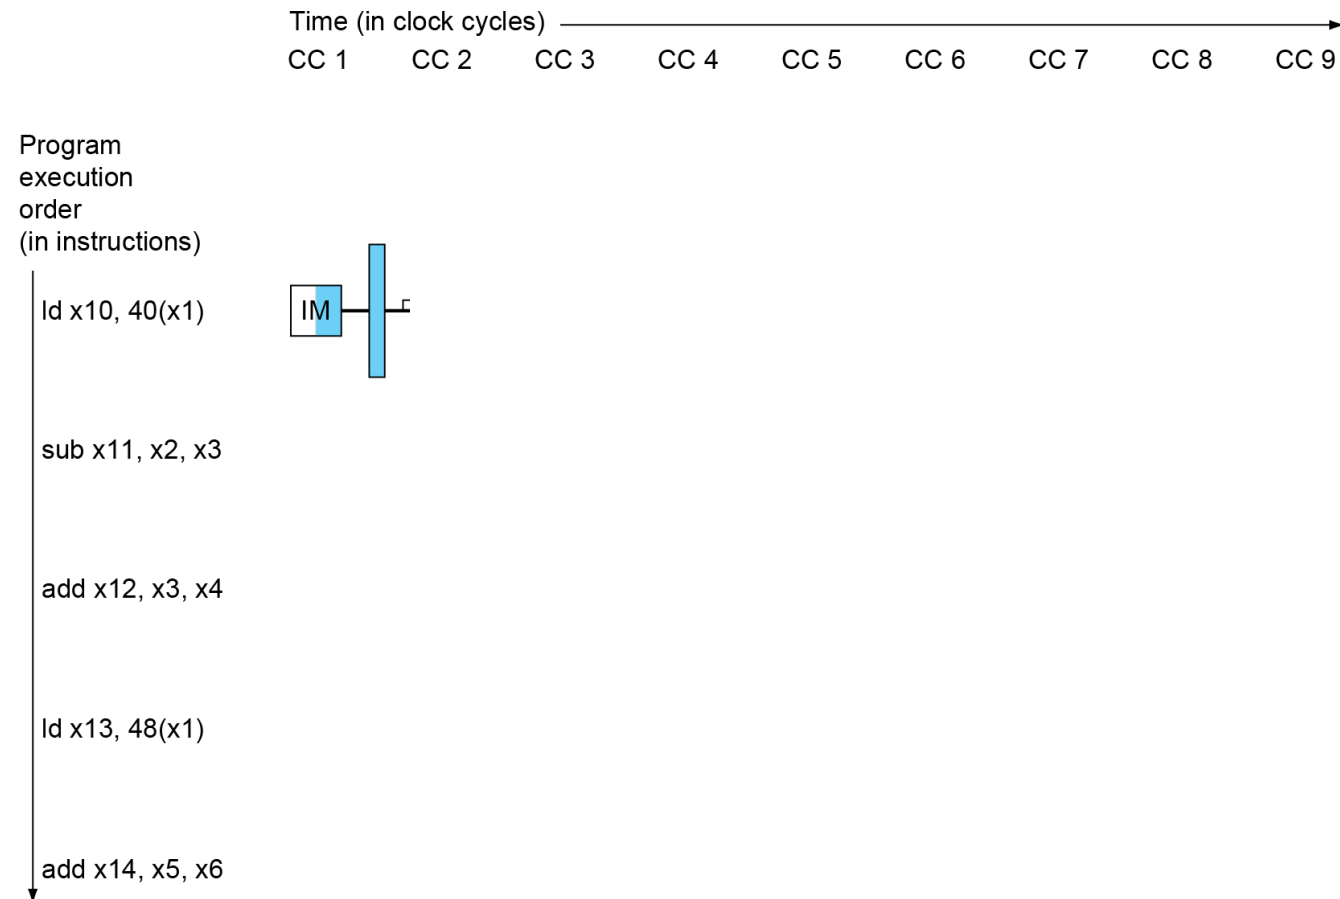 Time (in clock cycles)
CC 1 CC 2 CC 3 CC 4 CC 5 CC 6 CC 7 CC 8 CC 9
Program
execution
order
(in instructions)
ld x10, 40(x1)
IM
sub x11, x2, x3
add x12, x3, x4
ld x13, 48(x1)
add x14, x5, x6